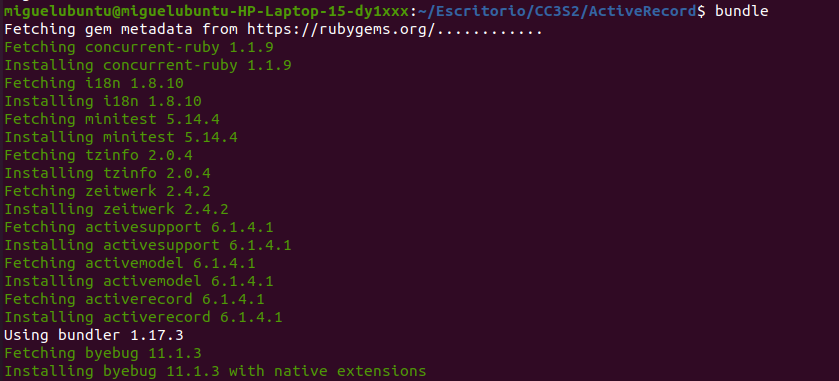 miguelubuntu@miguelubuntu-HP-Laptop-15-dy1xxx:~/Escritorio/CC3S2/ActiveRecord$ bundle
Fetching gem metadata from https://rubygems.org/............
Fetching concurrent-ruby 1.1.9
Installing concurrent-ruby 1.1.9
Fetching i18n 1.8.10
Installing i18n 1.8.10
Fetching minitest 5.14.4
Installing minitest 5.14.4
Fetching tzinfo 2.0.4
Installing tzinfo 2.0.4
Fetching zeitwerk 2.4.2
Installing zeitwerk 2.4.2
Fetching activesupport 6.1.4.1
Installing activesupport 6.1.4.1
Fetching activemodel 6.1.4.1
Installing activemodel 6.1.4.1
Fetching activerecord 6.1.4.1
Installing activerecord 6.1.4.1
Using bundler 1.17.3
Fetching byebug 11.1.3
Installing byebug 11.1.3 with native extensions